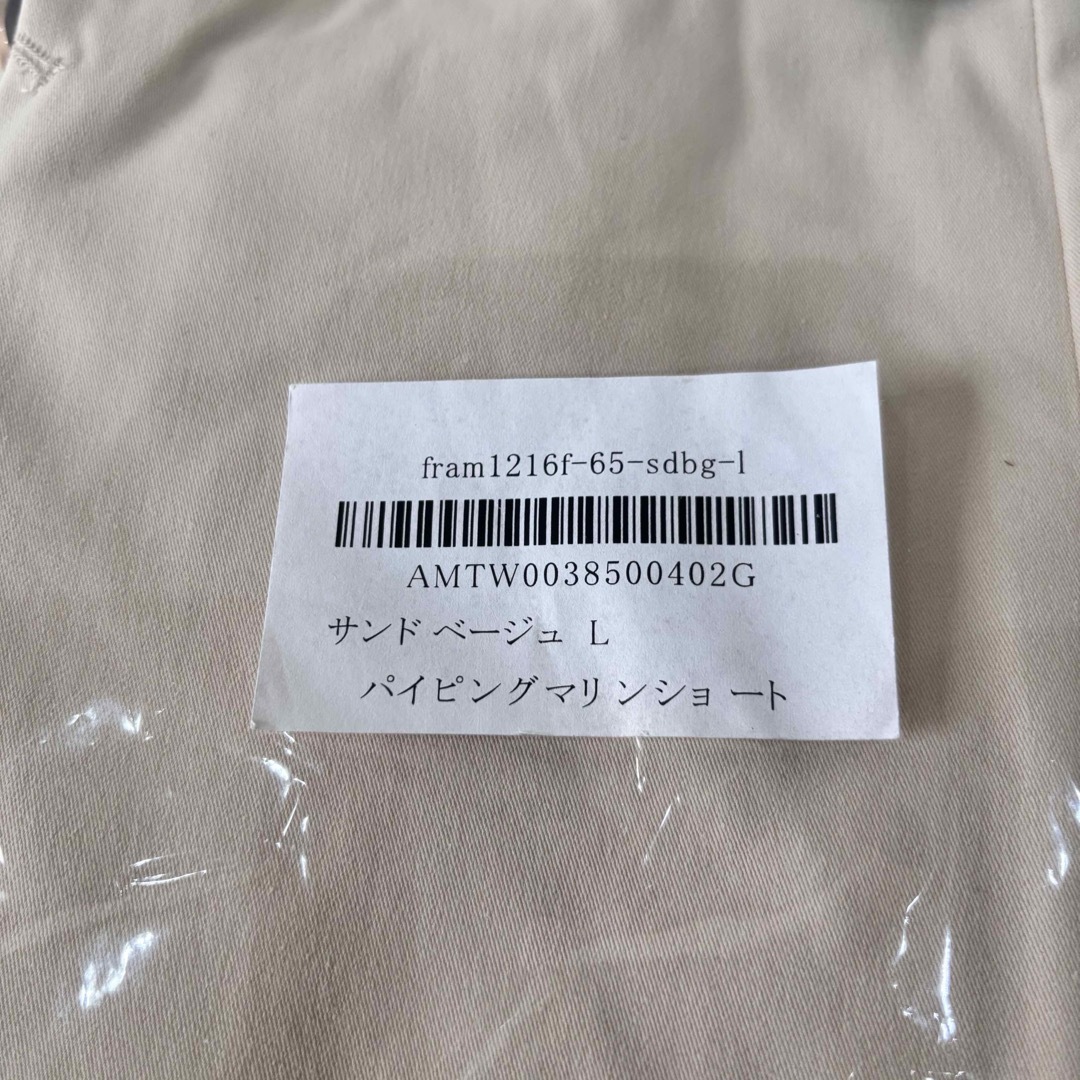 fram1216f-65-sdbg-l
AMTW0038500402G
サンドベージュ L
パイピングマリンショート